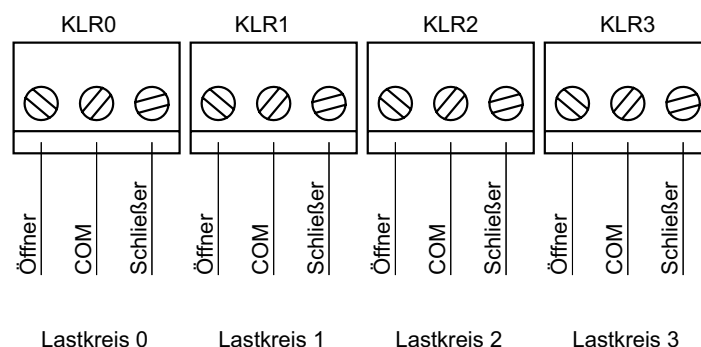 KLR0 KLR1 KLR2 KLR3
Öffner COM Schließer Öffner COM Schließer Öffner COM Schließer Öffner COM Schließer
Lastkreis 0 Lastkreis 1 Lastkreis 2 Lastkreis 3